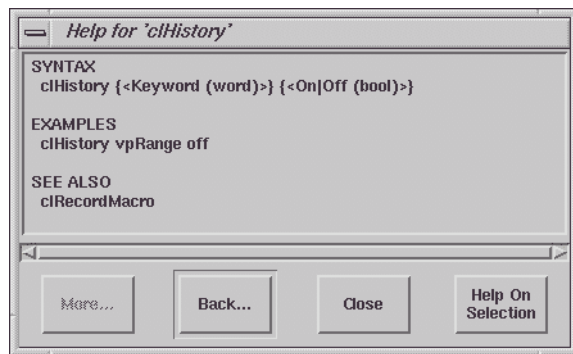 Help for 'clHistory'
SYNTAX
clHistory {<Keyword (word)>} {<On|Off (bool)>}
EXAMPLES
clHistory vpRange off
SEE ALSO
clRecordMacro
More...
Back...
Close
Help On
Selection